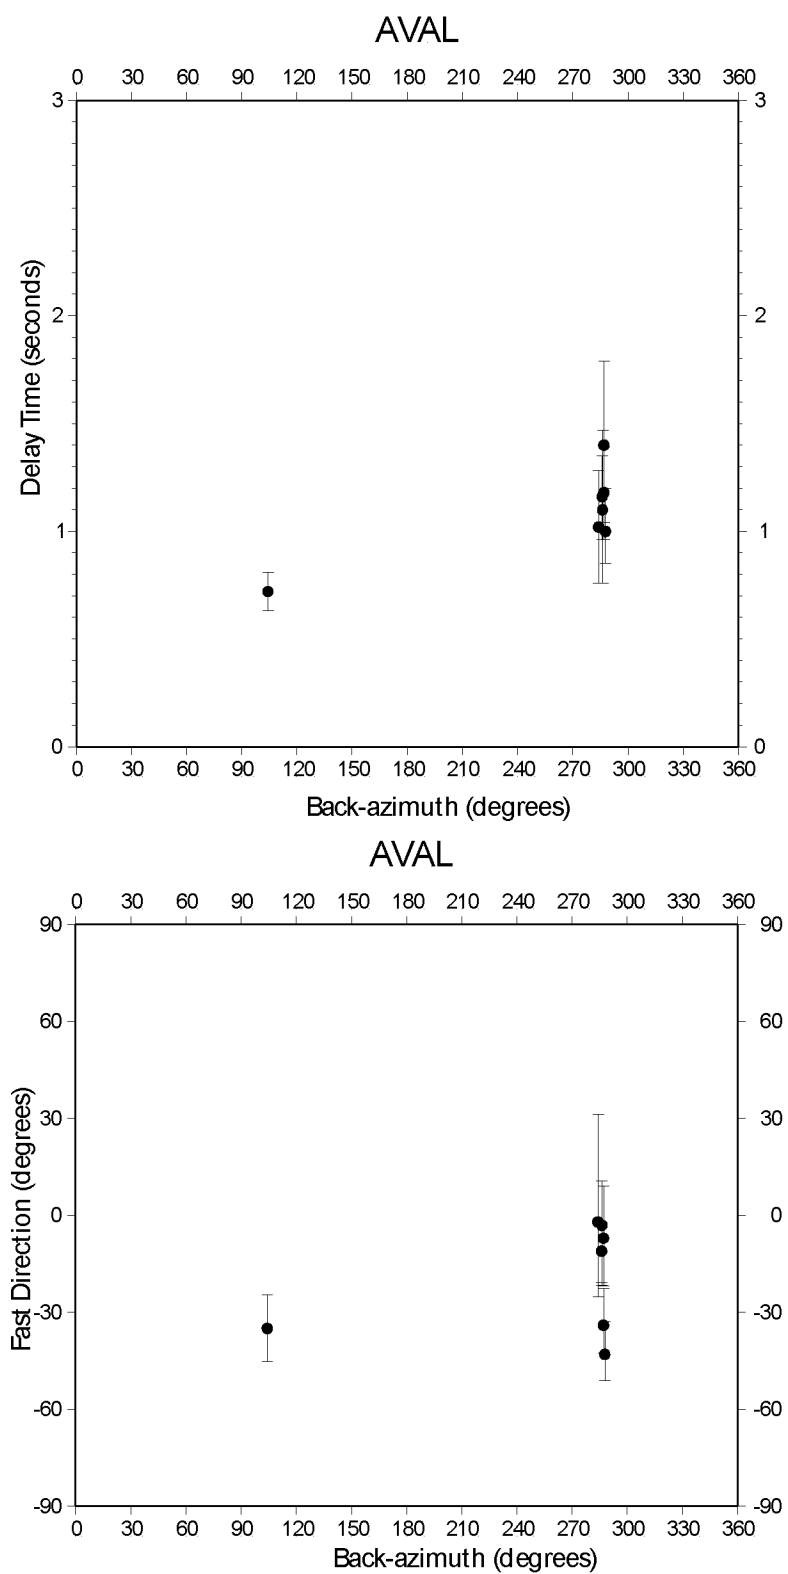 AVAL
0 30 60 90 120 150 180 210 240 270 300 330 360
3 3
2 2
Delay Time (seconds)
1 1
0 0
0 30 60 90 120 150 180 210 240 270 300 330 360
Back-azimuth (degrees)
AVAL
0 30 60 90 120 150 180 210 240 270 300 330 360
90 90
60 60
30 30
0 0
Fast Direction (degrees)
-30 -30
-60 -60
-90 -90
0 30 60 90 120 150 180 210 240 270 300 330 360
Back-azimuth (degrees)